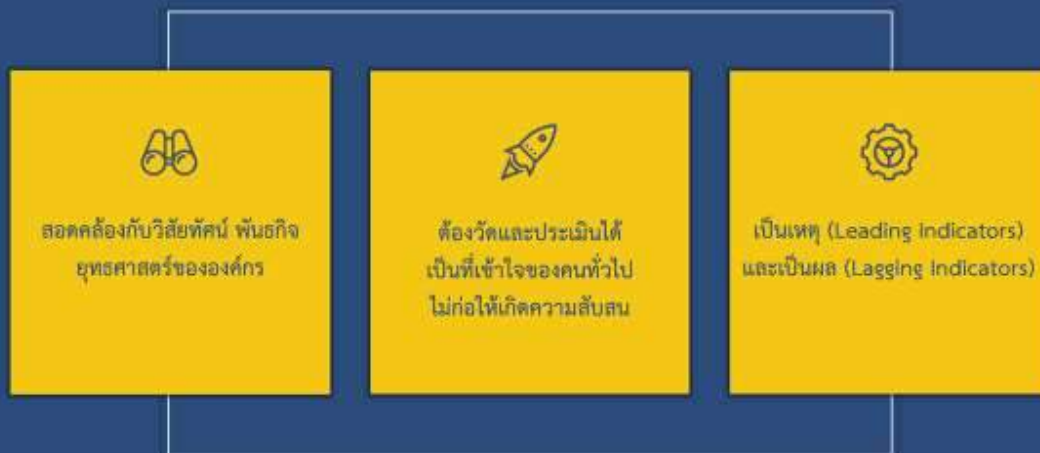 สอดคล้องกับวิสัยทัศน์ พันธกิจ
ยุทธศาสตร์ขององค์กร
ต้องวัดและประเมินได้
เป็นที่เข้าใจของคนทั่วไป
ไม่ก่อให้เกิดความสับสน
เป็นเหตุ (Leading Indicators)
และเป็นผล (Lagging Indicators)